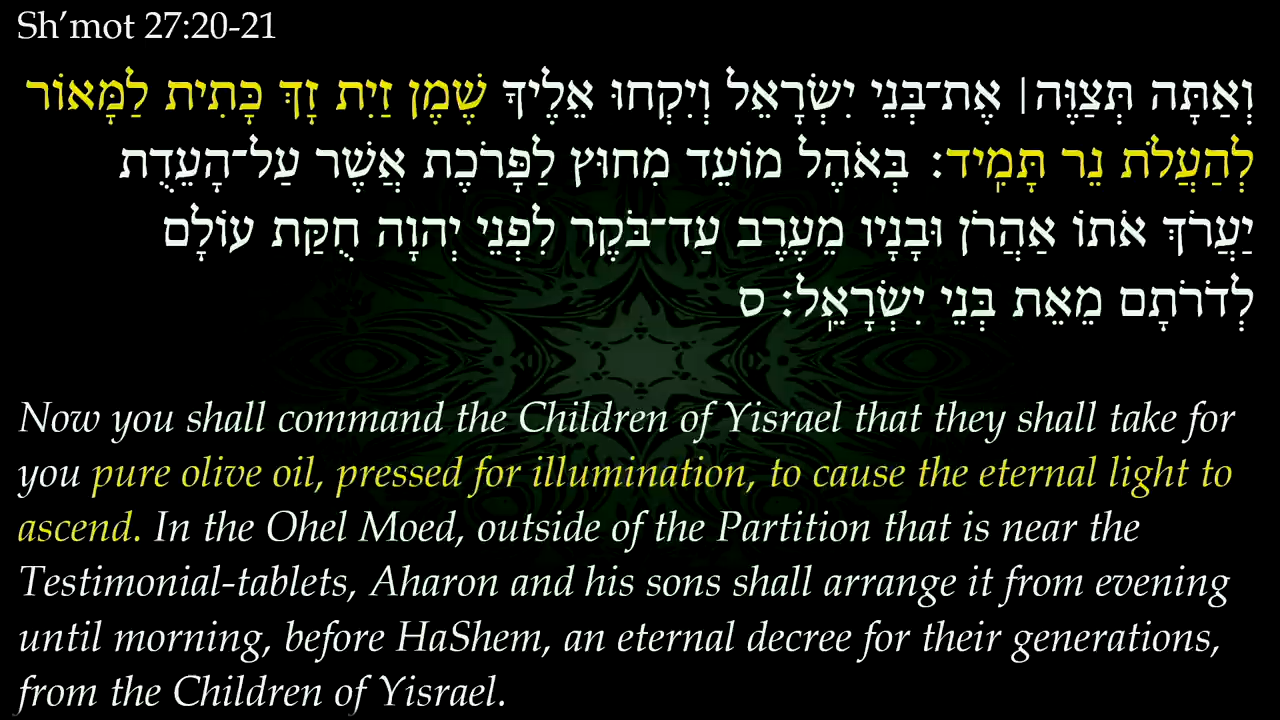 Sh’mot 27:20-21
וְאַתָּה תְּצַוֶּה| אֶת־בְּנֵי יִשְׂרָאֵל וְיִקְחוּ אֵלֶיךָ שֶׁמֶן זַיִת זָךְ כָּתִית לַמָּאוֹר
לְהַעֲלֹת נֵר תָּמִֽיד׃ בְּאֹהֶל מוֹעֵד מִחוּץ לַפָּרֹכֶת אֲשֶׁר עַל־הָעֵדֻת
יַעֲרֹךְ אֹתוֹ אַהֲרֹן וּבָנָיו מֵעֶרֶב עַד־בֹּקֶר לִפְנֵי יְהוָה חֻקַּת עוֹלָם
לְדֹרֹתָם מֵאֵת בְּנֵי יִשְׂרָאֵֽל׃ ס
Now you shall command the Children of Yisrael that they shall take for
you pure olive oil, pressed for illumination, to cause the eternal light to
ascend. In the Ohel Moed, outside of the Partition that is near the
Testimonial-tablets, Aharon and his sons shall arrange it from evening
until morning, before HaShem, an eternal decree for their generations,
from the Children of Yisrael.